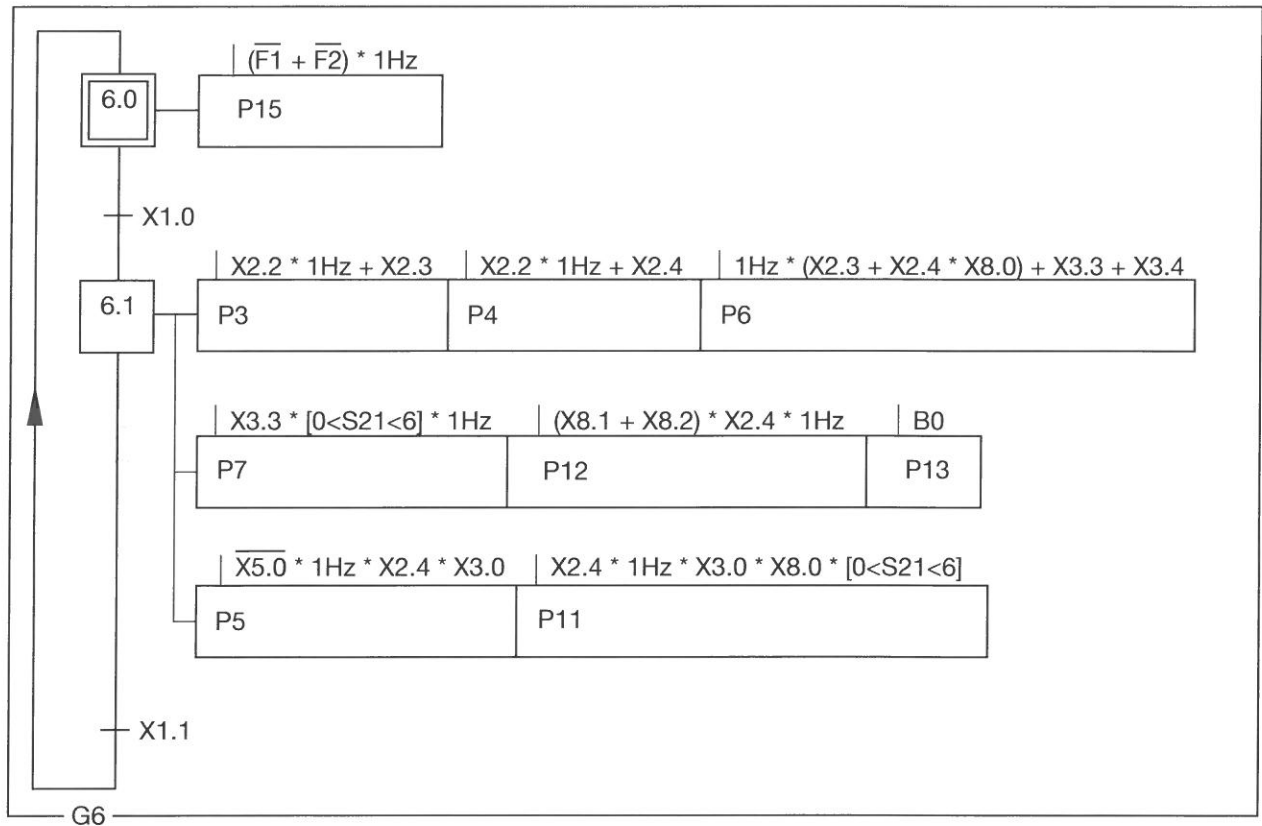 (F̅1̅ + F̅2̅) * 1Hz
6.0
P15
X1.0
X2.2 * 1Hz + X2.3
X2.2 * 1Hz + X2.4
1Hz * (X2.3 + X2.4 * X8.0) + X3.3 + X3.4
6.1
P3
P4
P6
X3.3 * [0<S21<6] * 1Hz
(X8.1 + X8.2) * X2.4 * 1Hz
B0
P7
P12
P13
X̅5̅.̅0̅ * 1Hz * X2.4 * X3.0
X2.4 * 1Hz * X3.0 * X8.0 * [0<S21<6]
P5
P11
X1.1
G6